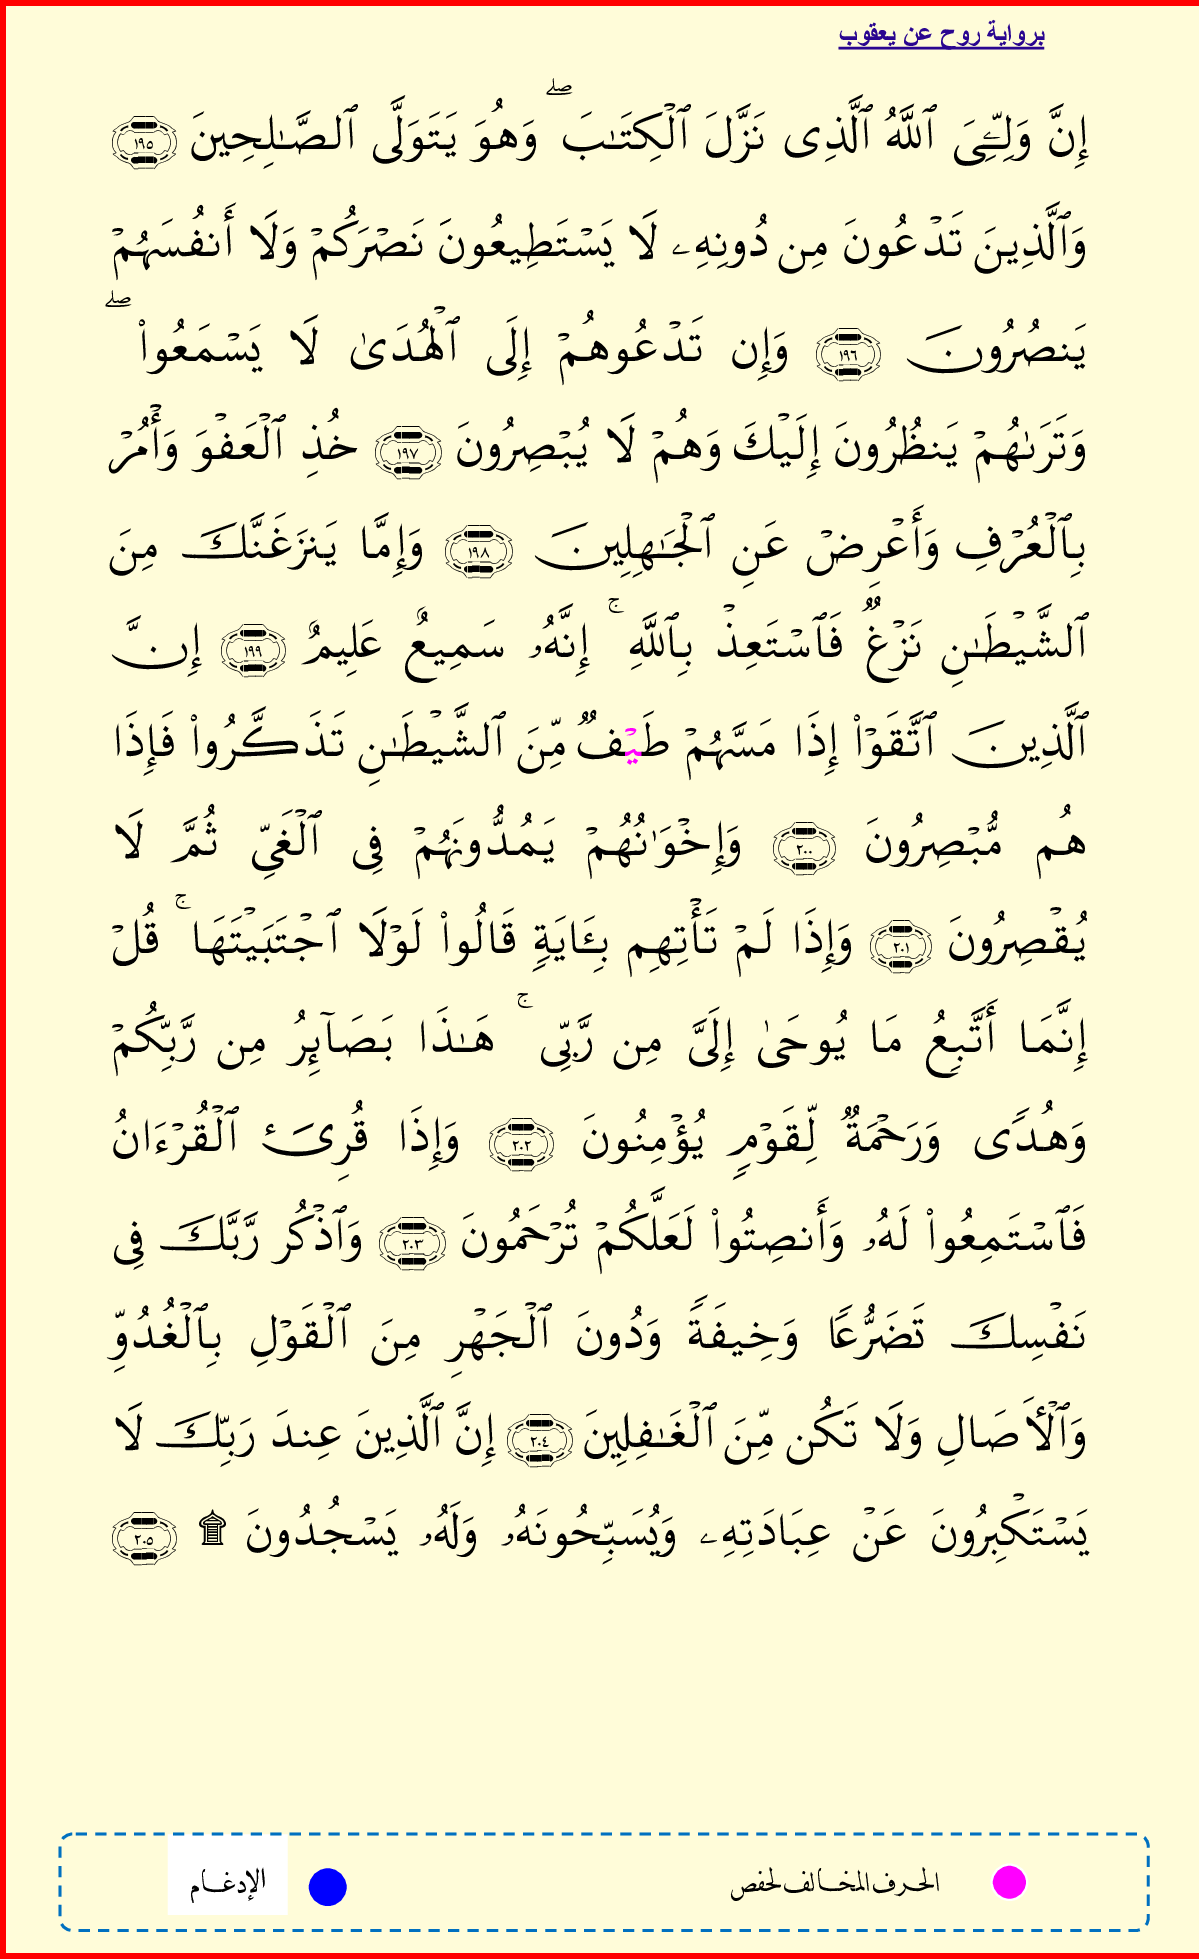 برواية روح عن يعقوب
إِنَّ وَلِـِّۧيَ ٱللَّهُ ٱلَّذِى نَزَّلَ ٱلْكِتَـٰبَ ۖ وَهُوَ يَتَوَلَّى ٱلصَّـٰلِحِينَ ١٩٥
وَٱلَّذِينَ تَدْعُونَ مِن دُونِهِۦ لَا يَسْتَطِيعُونَ نَصْرَكُمْ وَلَا أَنفُسَهُمْ
يَنصُرُونَ ١٩٦ وَإِن تَدْعُوهُمْ إِلَى ٱلْهُدَىٰ لَا يَسْمَعُوا۟ ۖ
وَتَرَىٰهُمْ يَنظُرُونَ إِلَيْكَ وَهُمْ لَا يُبْصِرُونَ ١٩٧ خُذِ ٱلْعَفْوَ وَأْمُرْ
بِٱلْعُرْفِ وَأَعْرِضْ عَنِ ٱلْجَـٰهِلِينَ ١٩٨ وَإِمَّا يَنزَغَنَّكَ مِنَ
ٱلشَّيْطَـٰنِ نَزْغٌ فَٱسْتَعِذْ بِٱللَّهِ ۚ إِنَّهُۥ سَمِيعٌ عَلِيمٌ ١٩٩ إِنَّ
ٱلَّذِينَ ٱتَّقَوْا۟ إِذَا مَسَّهُمْ طَيْفٌ مِّنَ ٱلشَّيْطَـٰنِ تَذَكَّرُوا۟ فَإِذَا
هُم مُّبْصِرُونَ ٢٠٠ وَإِخْوَٰنُهُمْ يَمُدُّونَهُمْ فِى ٱلْغَىِّ ثُمَّ لَا
يُقْصِرُونَ ٢٠١ وَإِذَا لَمْ تَأْتِهِم بِـَٔايَةٍ قَالُوا۟ لَوْلَا ٱجْتَبَيْتَهَا ۚ قُلْ
إِنَّمَا أَتَّبِعُ مَا يُوحَىٰ إِلَىَّ مِن رَّبِّى ۚ هَـٰذَا بَصَآئِرُ مِن رَّبِّكُمْ
وَهُدًى وَرَحْمَةٌ لِّقَوْمٍ يُؤْمِنُونَ ٢٠٢ وَإِذَا قُرِئَ ٱلْقُرْءَانُ
فَٱسْتَمِعُوا۟ لَهُۥ وَأَنصِتُوا۟ لَعَلَّكُمْ تُرْحَمُونَ ٢٠٣ وَٱذْكُر رَّبَّكَ فِى
نَفْسِكَ تَضَرُّعًا وَخِيفَةً وَدُونَ ٱلْجَهْرِ مِنَ ٱلْقَوْلِ بِٱلْغُدُوِّ
وَٱلْـَٔاصَالِ وَلَا تَكُن مِّنَ ٱلْغَـٰفِلِينَ ٢٠٤ إِنَّ ٱلَّذِينَ عِندَ رَبِّكَ لَا
يَسْتَكْبِرُونَ عَنْ عِبَادَتِهِۦ وَيُسَبِّحُونَهُۥ وَلَهُۥ يَسْجُدُونَ ۩ ٢٠٥
الحرف المخالف لحفص
الإدغام